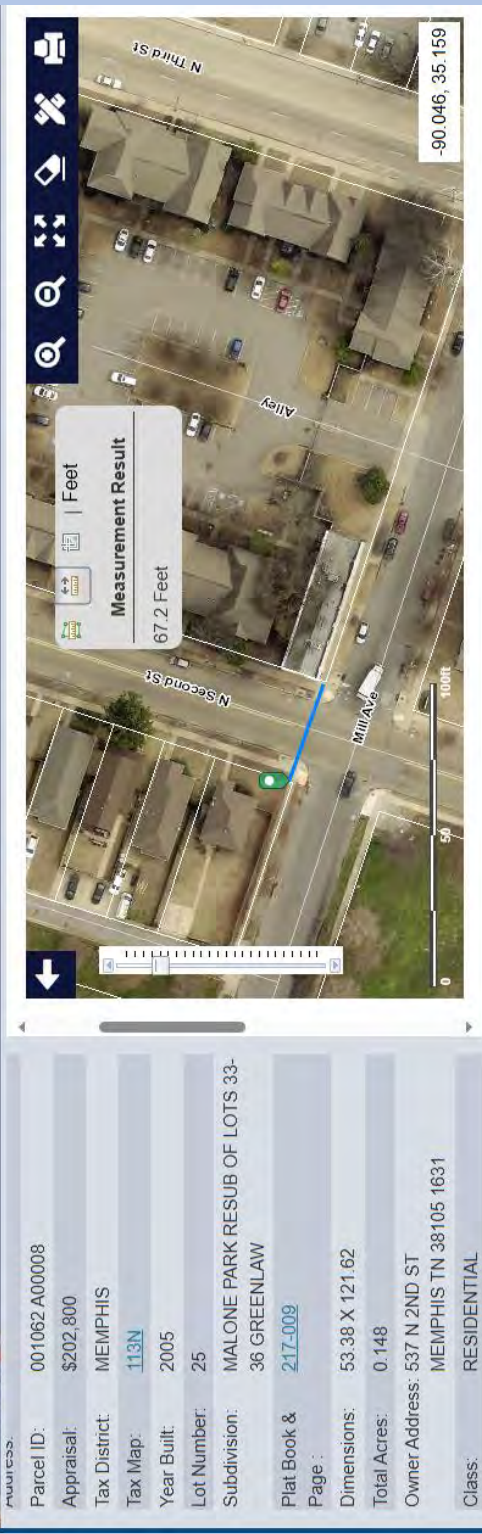 Address:
Parcel ID: 001062 A00008
Appraisal: $202,800
Tax District: MEMPHIS
Tax Map: 113N
Year Built: 2005
Lot Number: 25
Subdivision: MALONE PARK RESUB OF LOTS 33-
36 GREENLAW
Plat Book & 217-009
Page :
Dimensions: 53.38 X 121.62
Total Acres: 0.148
Owner Address: 537 N 2ND ST
MEMPHIS TN 38105 1631
Class: RESIDENTIAL
| Feet
Measurement Result
67.2 Feet
N Third St
Alley
N Second St
Mill Ave
0 50 100ft
-90.046, 35.159